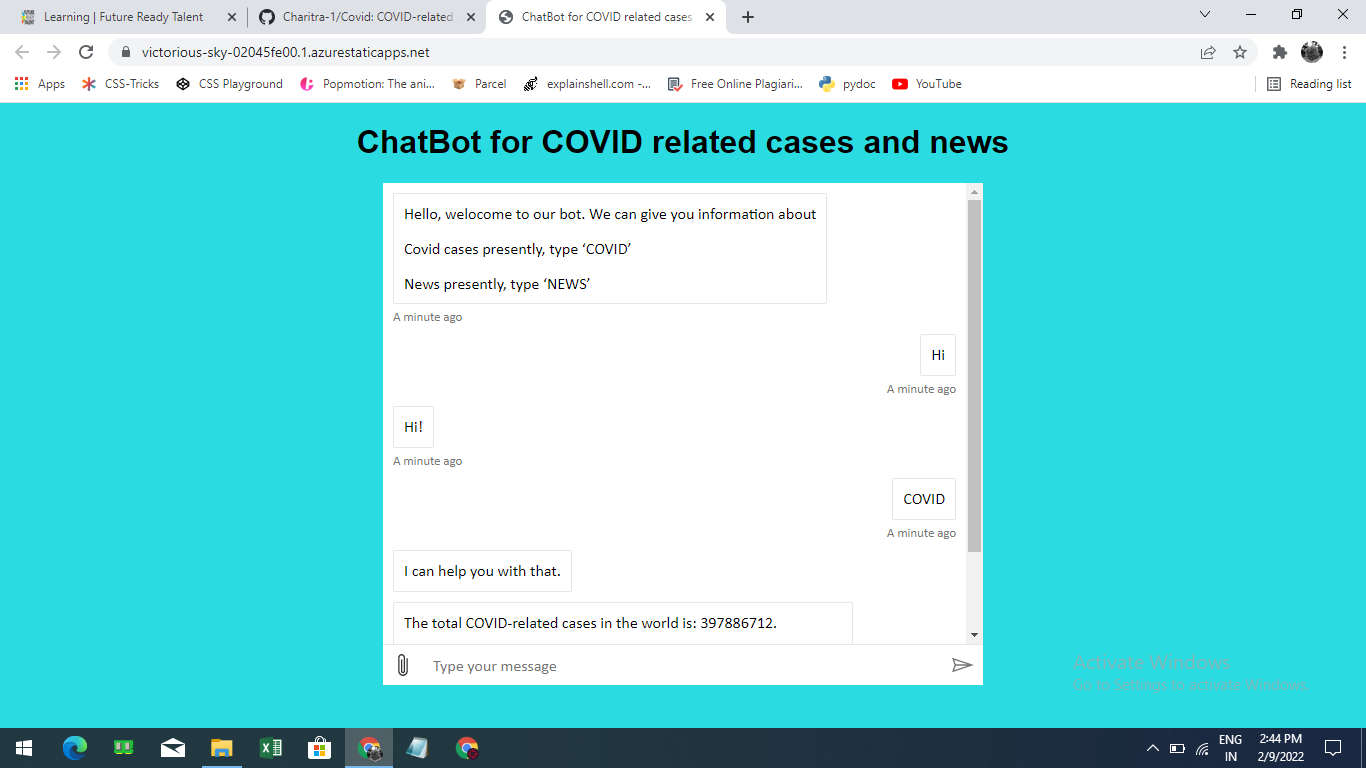 Learning | Future Ready Talent
Charitra-1/Covid: COVID-related
ChatBot for COVID related cases
victorious-sky-02045fe00.1.azurestaticapps.net
Apps
CSS-Tricks
CSS Playground
Popmotion: The ani...
Parcel
explainshell.com -...
Free Online Plagiari...
pydoc
YouTube
Reading list
ChatBot for COVID related cases and news
Hello, welocome to our bot. We can give you information about
Covid cases presently, type ‘COVID’
News presently, type ‘NEWS’
A minute ago
Hi
A minute ago
Hi!
A minute ago
COVID
A minute ago
I can help you with that.
The total COVID-related cases in the world is: 397886712.
Type your message
Activate Windows
Go to Settings to activate Windows.
ENG
IN
2:44 PM
2/9/2022